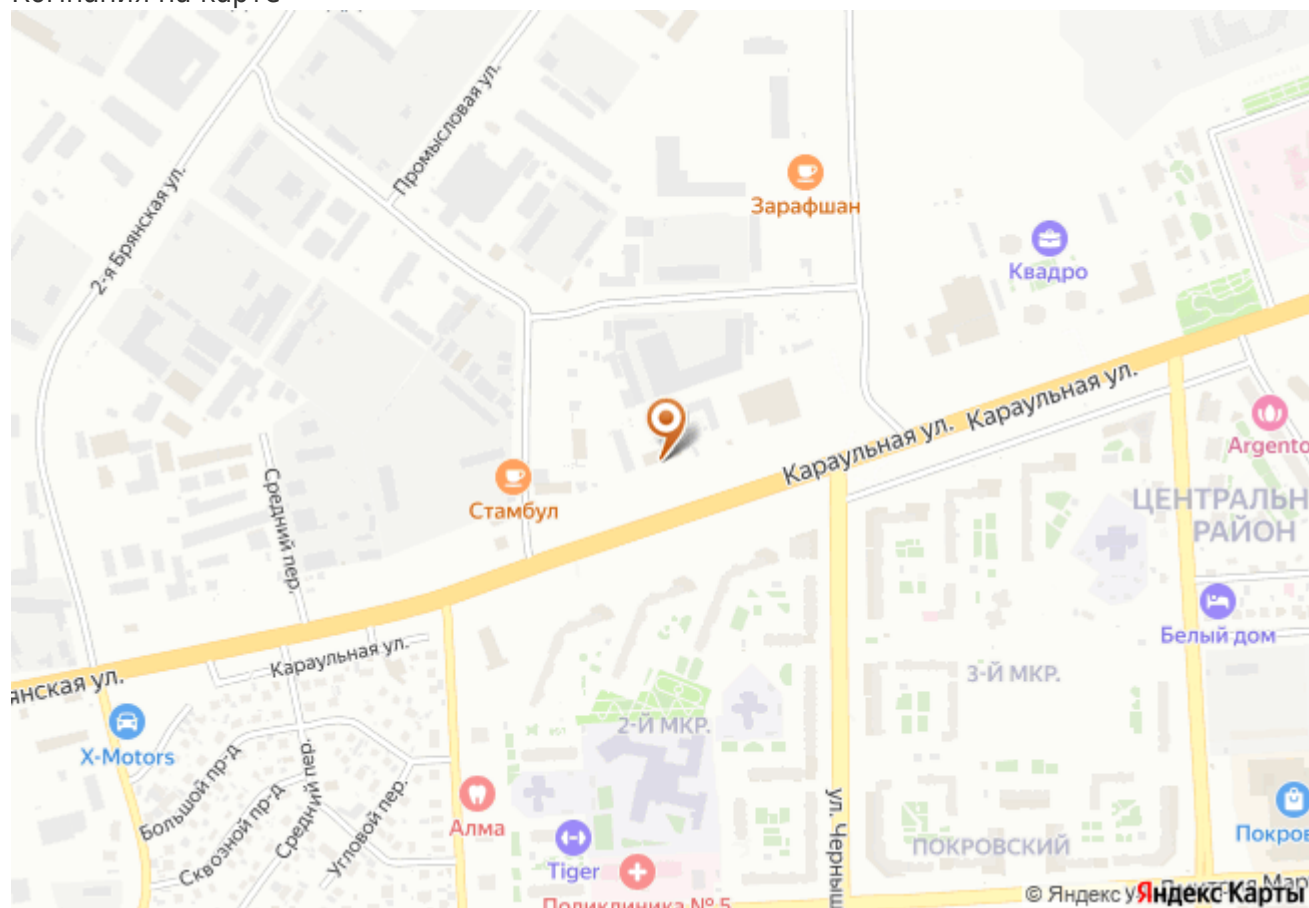 Промысловая ул.
2-я Брянская ул.
Зарафшан
Квадро
Караульная ул.
Караульная ул.
Argento
Стамбул
Средний пер.
ЦЕНТРАЛЬН
РАЙОН
Белый дом
Караульная ул.
янская ул.
3-Й МКР.
2-Й МКР.
X-Motors
Большой пр-д
Средний пер.
Сквозной пр-д
Угловой пер.
Алма
Tiger
ул. Черныш
ПОКРОВСКИЙ
Покров
Поликлиника № 5
© Яндекс
Яндекс Карты